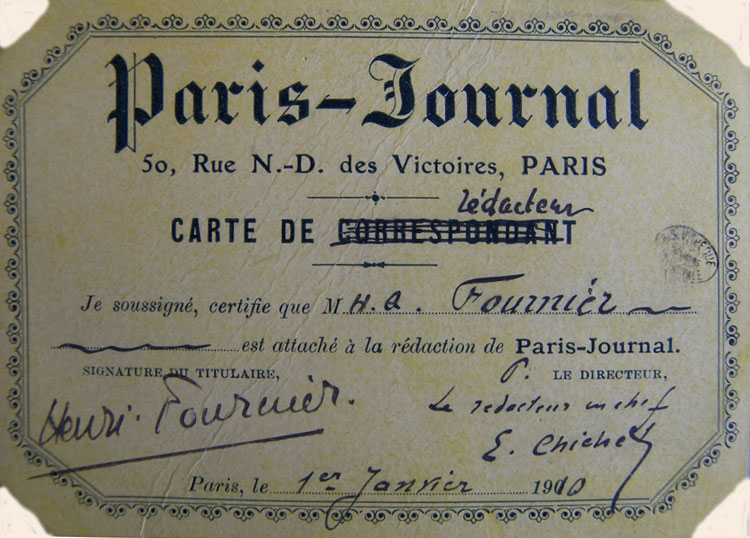 Paris-Journal
50, Rue N.-D. des Victoires, PARIS
rédacteur
CARTE DE CORRESPONDANT
Je soussigné, certifie que M H. A. Fournier
est attaché à la rédaction de Paris-Journal.
SIGNATURE DU TITULAIRE, P. LE DIRECTEUR,
Le redacteur en chef
Henri Fournier. E. Chichet
Paris, le 1er Janvier 1910